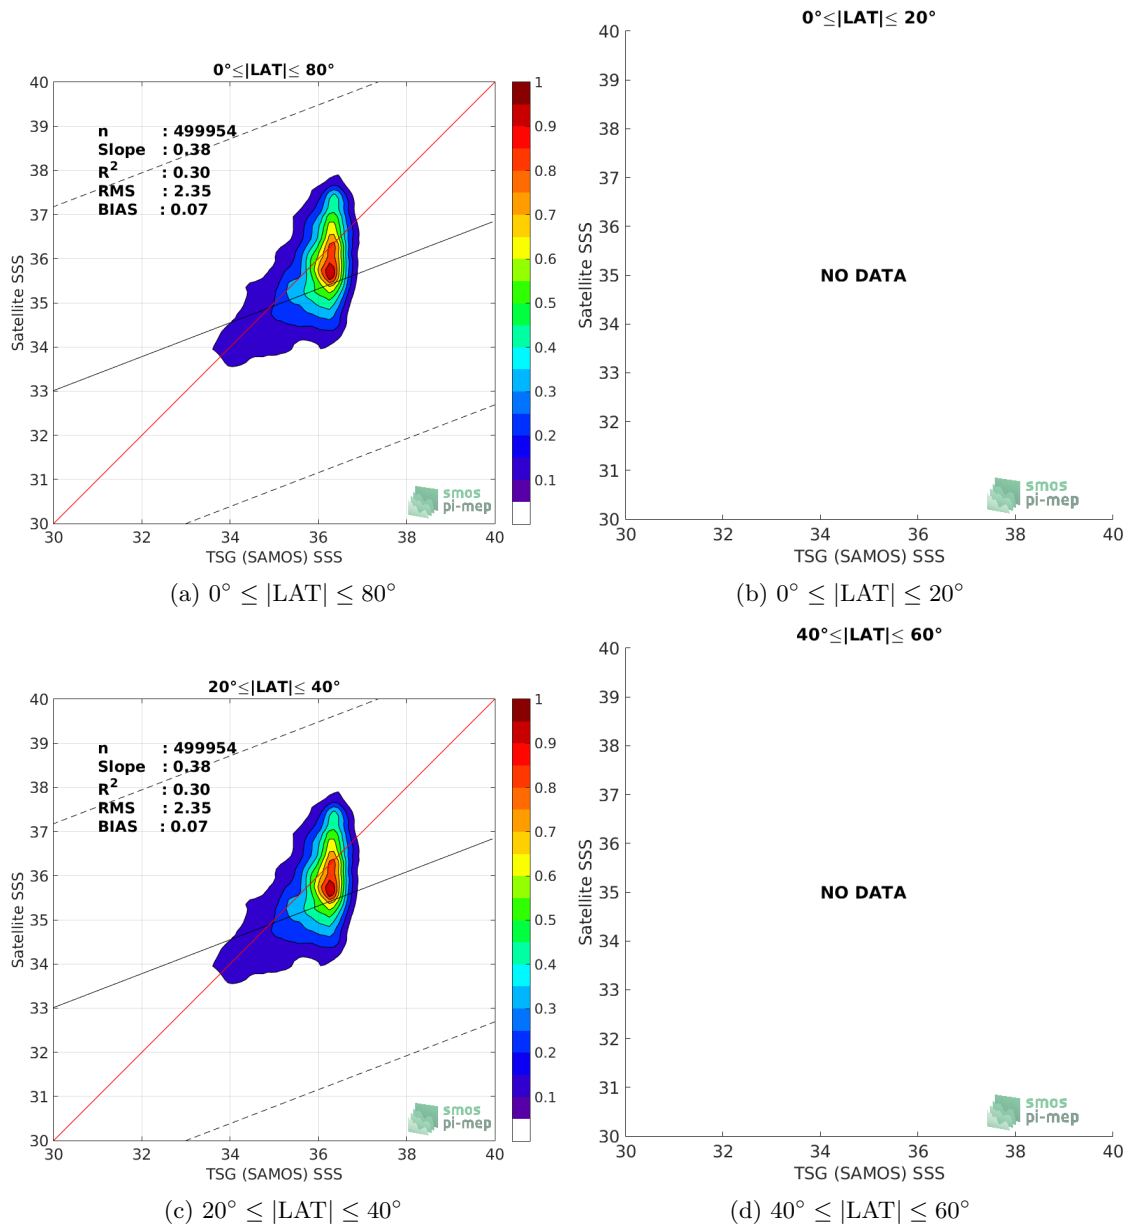 0°≤|LAT|≤ 80°
40
39
38
37
36
35
34
33
32
31
30
Satellite SSS
n : 499954
Slope : 0.38
R² : 0.30
RMS : 2.35
BIAS : 0.07
1
0.9
0.8
0.7
0.6
0.5
0.4
0.3
0.2
0.1
smos
pi-mep
30 32 34 36 38 40
TSG (SAMOS) SSS
(a) 0° ≤ |LAT| ≤ 80°
0°≤|LAT|≤ 20°
40
39
38
37
36
35
34
33
32
31
30
Satellite SSS
NO DATA
smos
pi-mep
30 32 34 36 38 40
TSG (SAMOS) SSS
(b) 0° ≤ |LAT| ≤ 20°
20°≤|LAT|≤ 40°
40
39
38
37
36
35
34
33
32
31
30
Satellite SSS
n : 499954
Slope : 0.38
R² : 0.30
RMS : 2.35
BIAS : 0.07
1
0.9
0.8
0.7
0.6
0.5
0.4
0.3
0.2
0.1
smos
pi-mep
30 32 34 36 38 40
TSG (SAMOS) SSS
(c) 20° ≤ |LAT| ≤ 40°
40°≤|LAT|≤ 60°
40
39
38
37
36
35
34
33
32
31
30
Satellite SSS
NO DATA
smos
pi-mep
30 32 34 36 38 40
TSG (SAMOS) SSS
(d) 40° ≤ |LAT| ≤ 60°